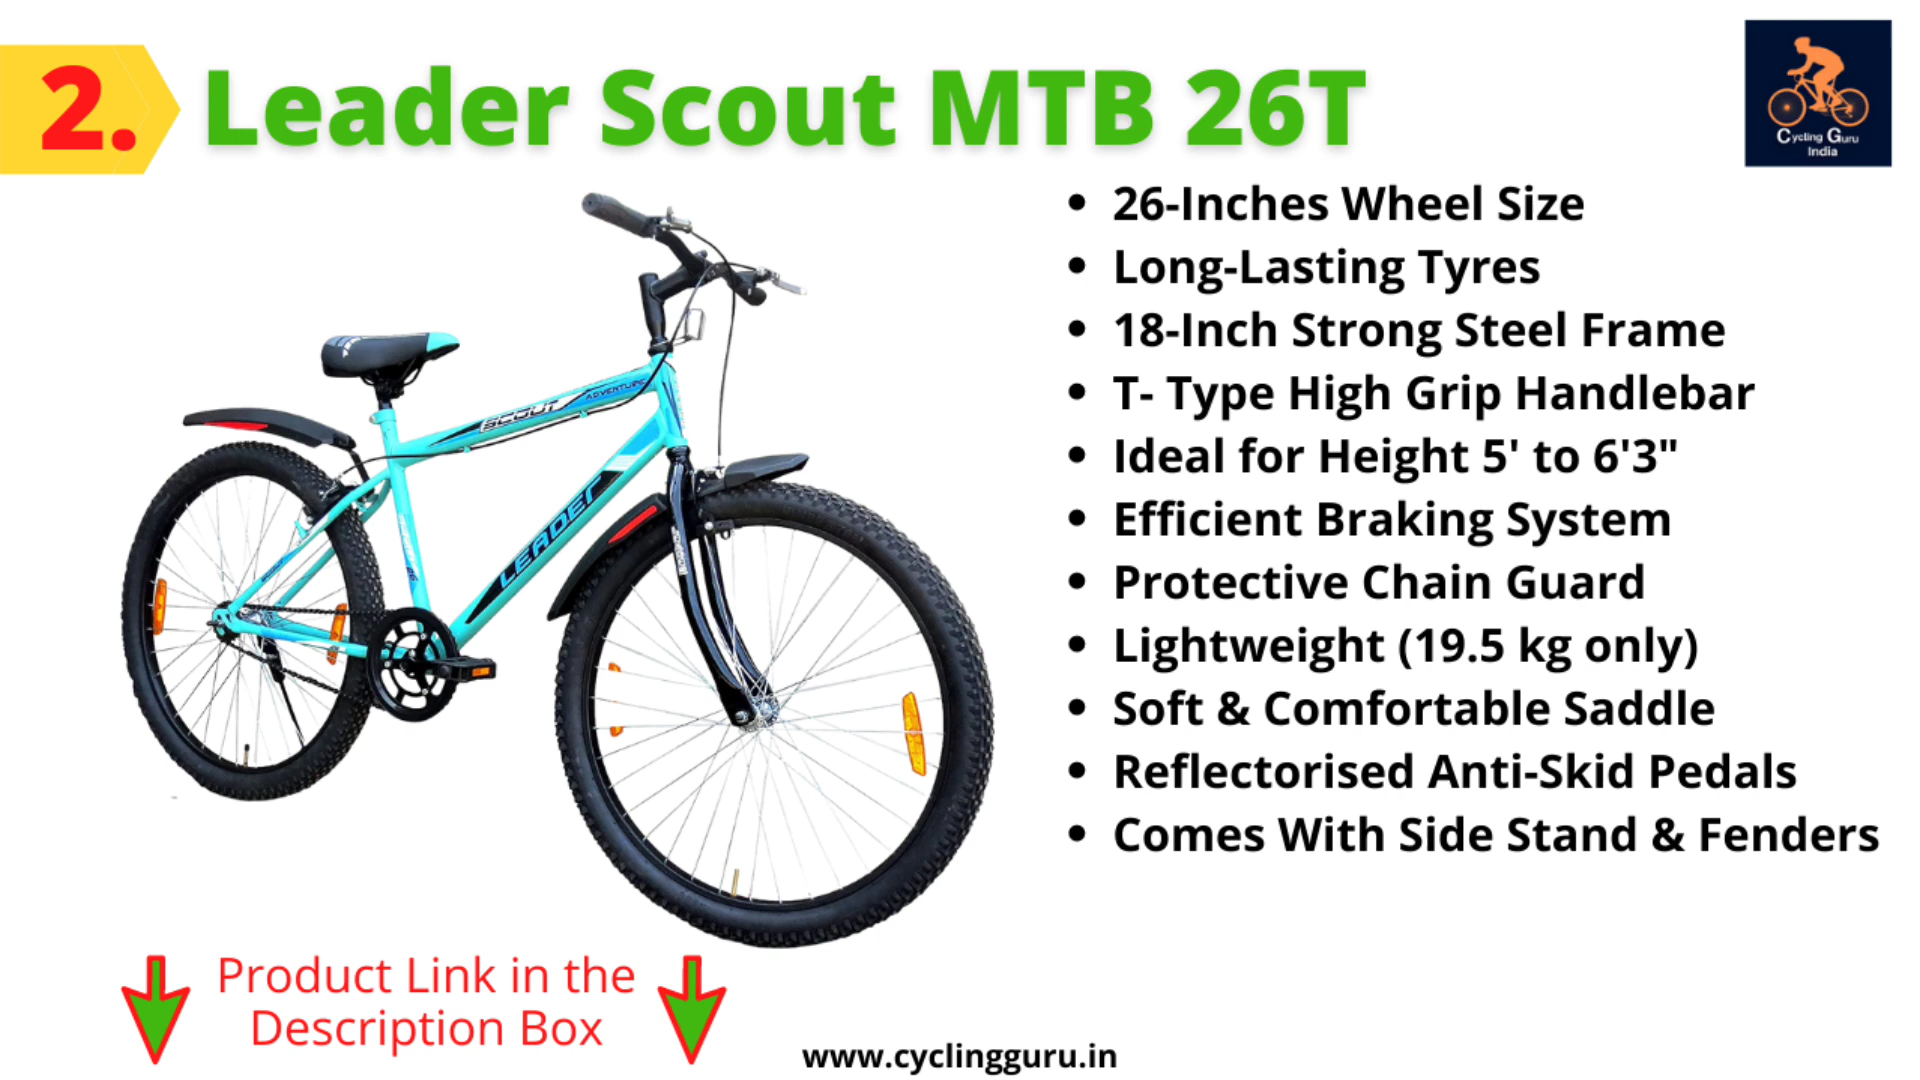 2.
Leader Scout MTB 26T
Cycling Guru
India
• 26-Inches Wheel Size
• Long-Lasting Tyres
• 18-Inch Strong Steel Frame
• T- Type High Grip Handlebar
• Ideal for Height 5' to 6'3"
• Efficient Braking System
• Protective Chain Guard
• Lightweight (19.5 kg only)
• Soft & Comfortable Saddle
• Reflectorised Anti-Skid Pedals
• Comes With Side Stand & Fenders
SCOUT
ADVENTURE
LEADER
Product Link in the
Description Box
www.cyclingguru.in